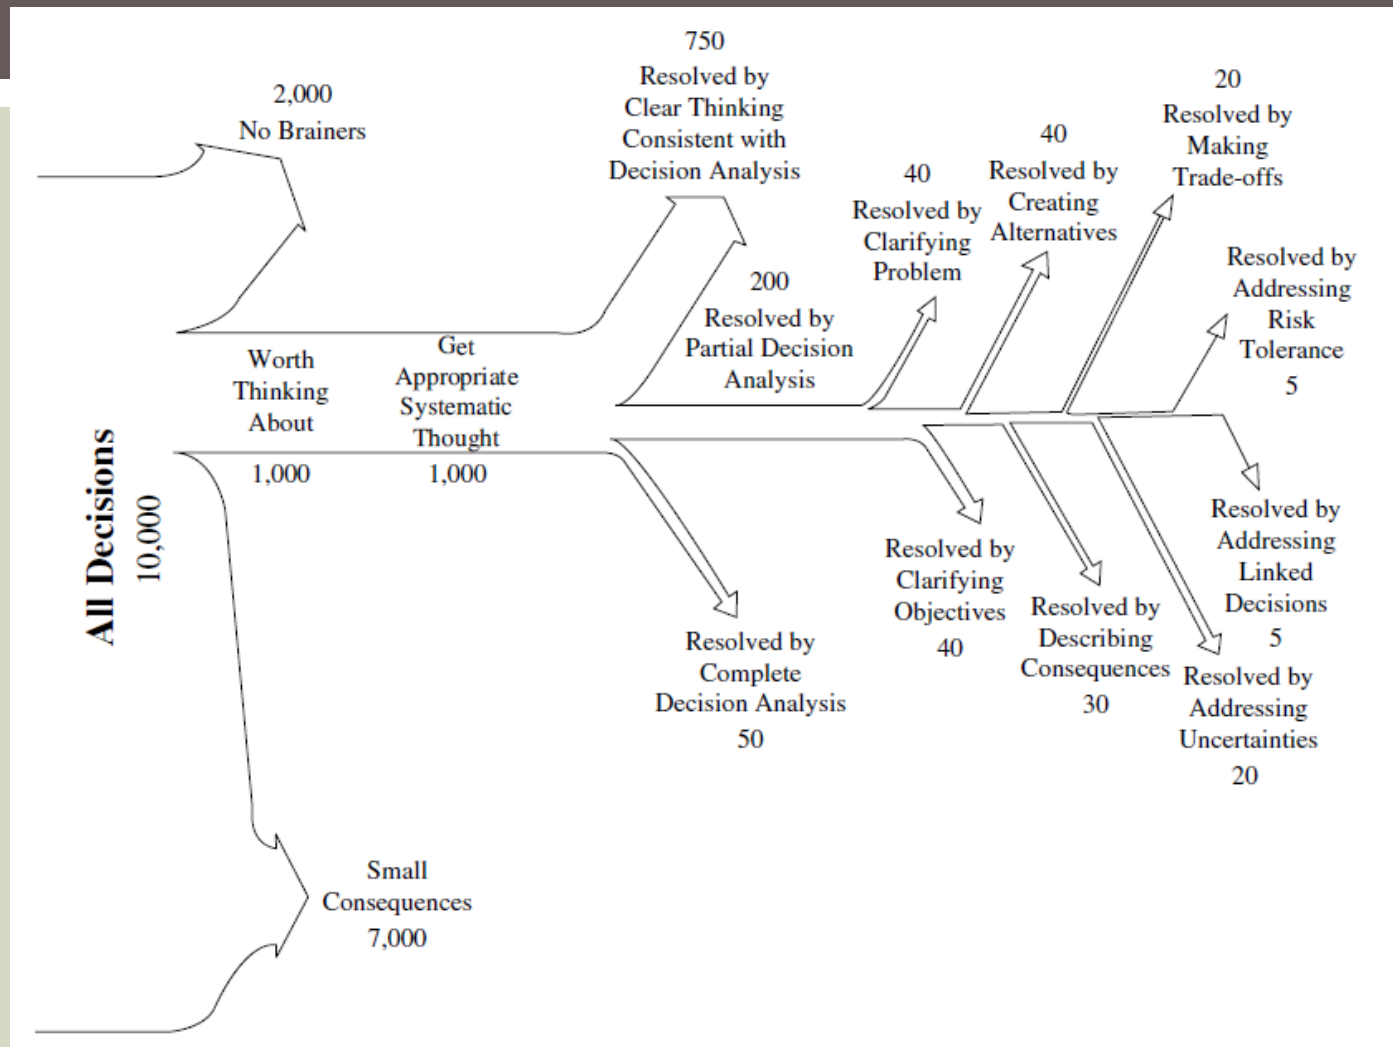 All Decisions
10,000
2,000
No Brainers
Worth
Thinking
About
1,000
Get
Appropriate
Systematic
Thought
1,000
Small
Consequences
7,000
750
Resolved by
Clear Thinking
Consistent with
Decision Analysis
200
Resolved by
Partial Decision
Analysis
Resolved by
Complete
Decision Analysis
50
40
Resolved by
Clarifying
Problem
40
Resolved by
Creating
Alternatives
20
Resolved by
Making
Trade-offs
Resolved by
Addressing
Risk
Tolerance
5
Resolved by
Clarifying
Objectives
40
Resolved by
Describing
Consequences
30
Resolved by
Addressing
Linked
Decisions
5
Resolved by
Addressing
Uncertainties
20